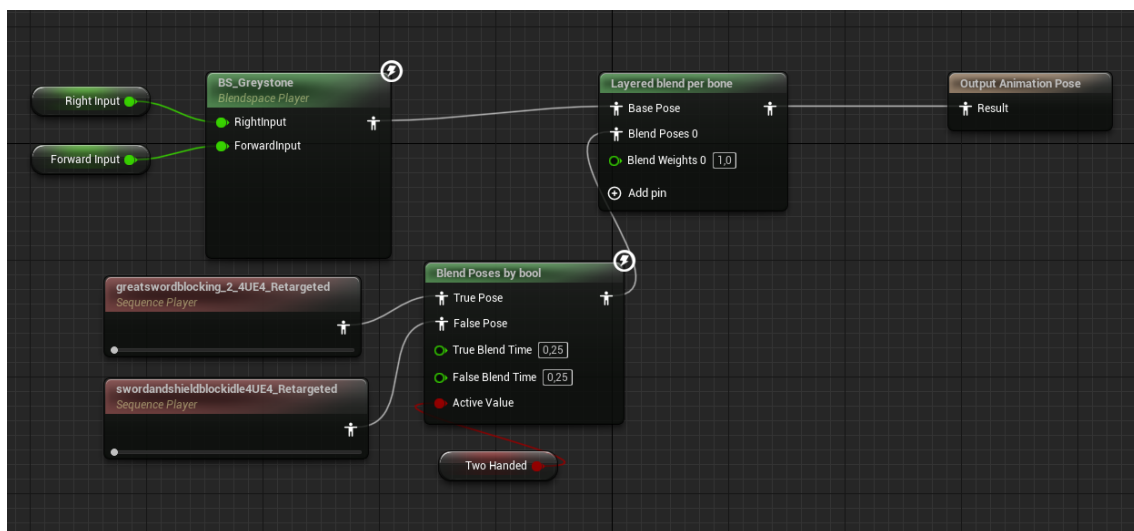 Right Input
Forward Input
BS_Greystone
Blendspace Player
RightInput
ForwardInput
Layered blend per bone
Base Pose
Blend Poses 0
Blend Weights 0 1,0
Add pin
Output Animation Pose
Result
greatswordblocking_2_4UE4_Retargeted
Sequence Player
swordandshieldblockidle4UE4_Retargeted
Sequence Player
Blend Poses by bool
True Pose
False Pose
True Blend Time 0,25
False Blend Time 0,25
Active Value
Two Handed